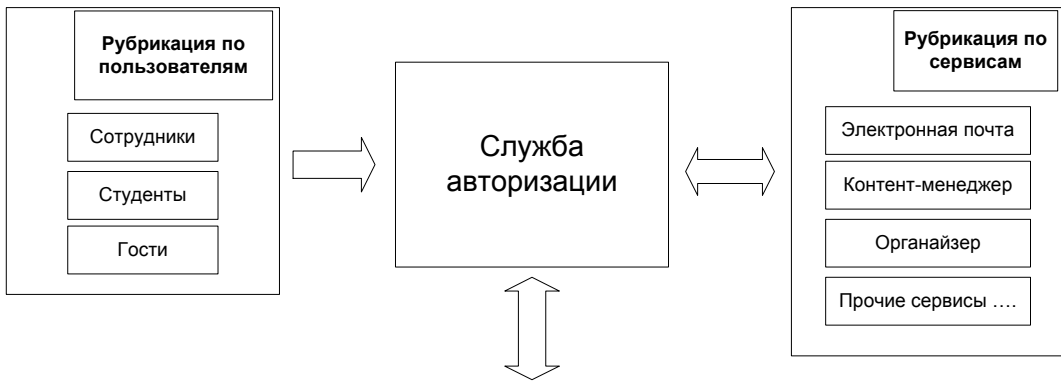 Рубрикация по
пользователям
Сотрудники
Студенты
Гости
Служба
авторизации
Рубрикация по
сервисам
Электронная почта
Контент-менеджер
Органайзер
Прочие сервисы ….